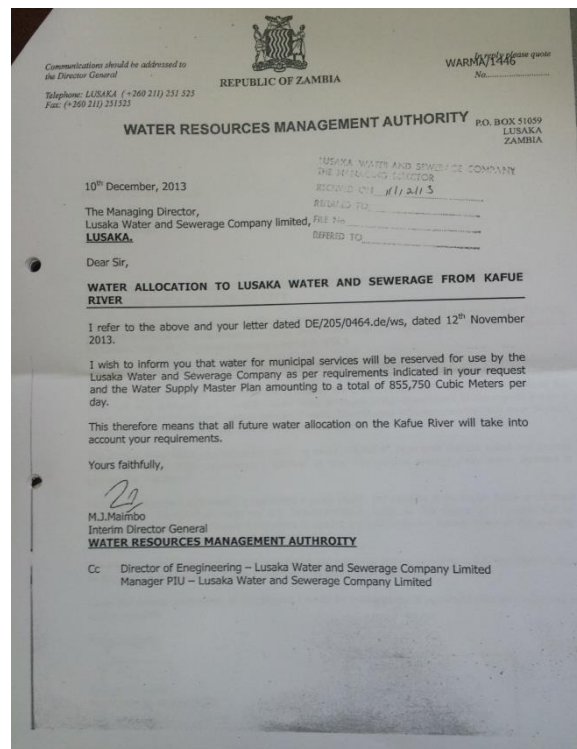 Communications should be addressed to
the Director General
Telephone: LUSAKA (+260 211) 251 525
Fax: (+260 211) 251525
REPUBLIC OF ZAMBIA
In reply please quote
WARMA/1446
No.
WATER RESOURCES MANAGEMENT AUTHORITY
P.O. BOX 51059
LUSAKA
ZAMBIA
LUSAKA WATER AND SEWERAGE COMPANY
THE MANAGING DIRECTOR
RECEIVED ON
FILE No
REFERED TO
10th December, 2013
The Managing Director,
Lusaka Water and Sewerage Company limited,
LUSAKA.
Dear Sir,
WATER ALLOCATION TO LUSAKA WATER AND SEWERAGE FROM KAFUE
RIVER
I refer to the above and your letter dated DE/205/0464.de/ws, dated 12th November
2013.
I wish to inform you that water for municipal services will be reserved for use by the
Lusaka Water and Sewerage Company as per requirements indicated in your request
and the Water Supply Master Plan amounting to a total of 855,750 Cubic Meters per
day.
This therefore means that all future water allocation on the Kafue River will take into
account your requirements.
Yours faithfully,
M.J.Maimbo
Interim Director General
WATER RESOURCES MANAGEMENT AUTHROITY
Cc Director of Enegineering – Lusaka Water and Sewerage Company Limited
Manager PIU – Lusaka Water and Sewerage Company Limited